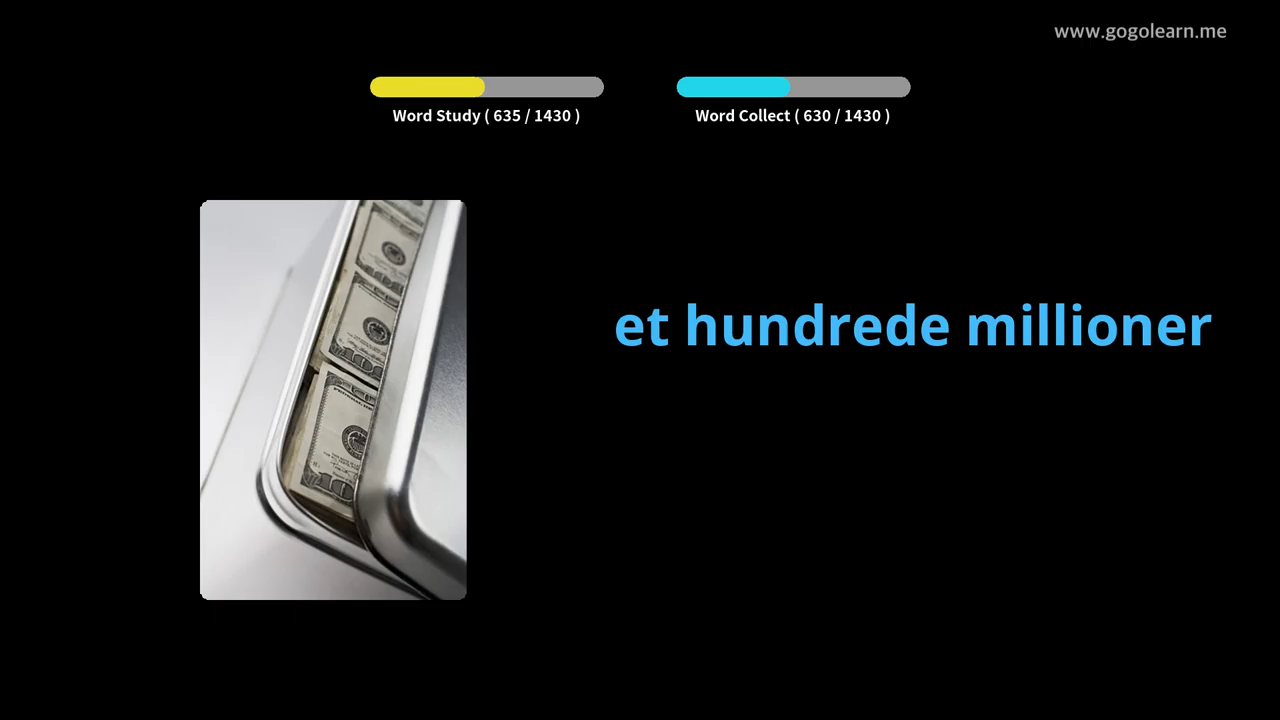 www.gogolearn.me
Word Study ( 635 / 1430 )
Word Collect ( 630 / 1430 )
et hundrede millioner